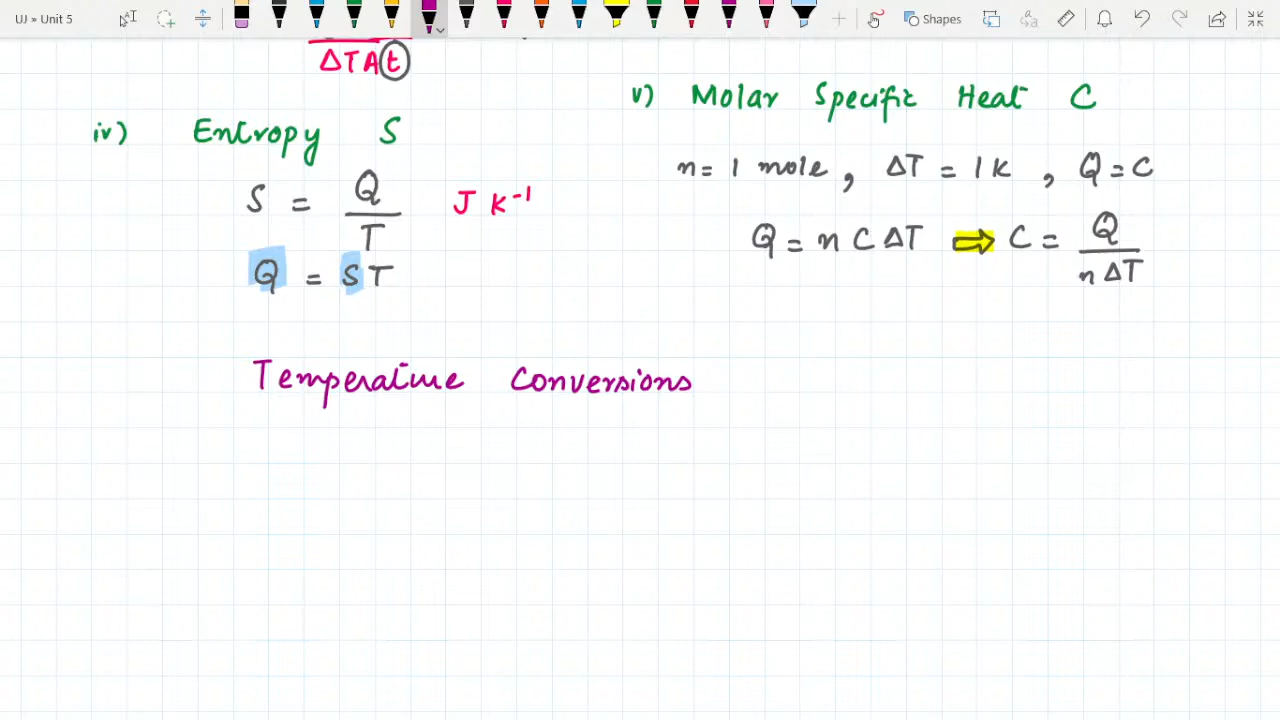 UJ » Unit 5
Shapes
ΔTAt
iv) Entropy S
S = Q/T J K⁻¹
Q = ST
v) Molar Specific Heat C
n = 1 mole, ΔT = 1K, Q = C
Q = n C ΔT ⇒ C = Q/nΔT
Temperature Conversions